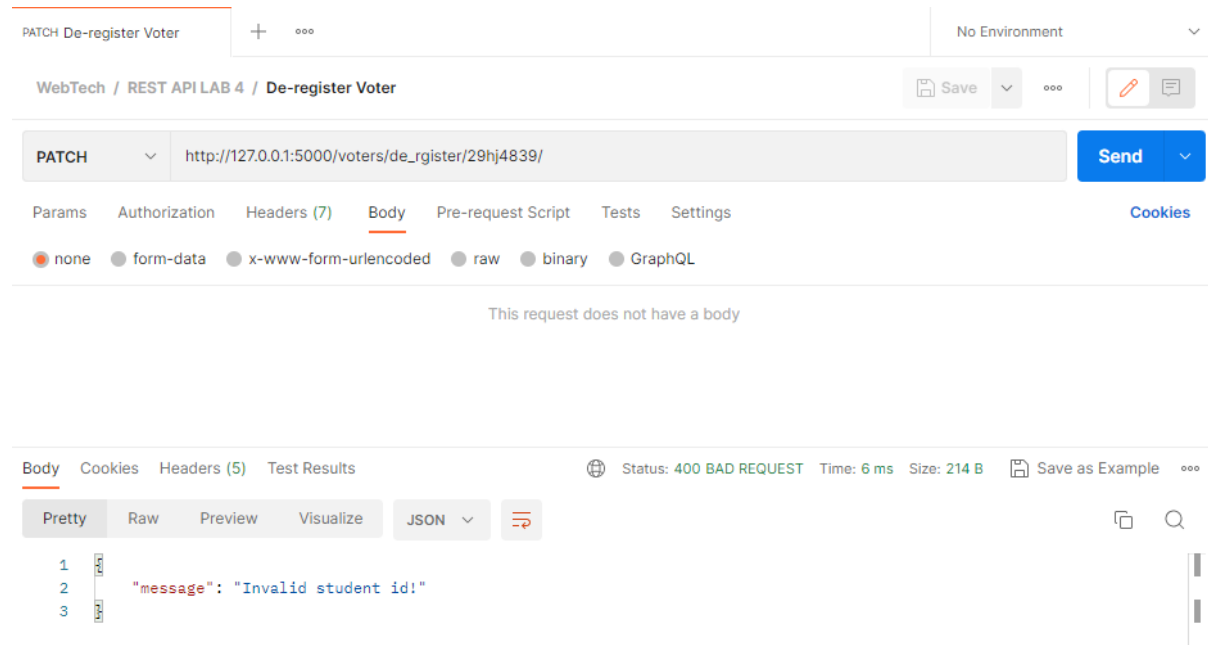 PATCH De-register Voter
No Environment
WebTech / REST API LAB 4 / De-register Voter
Save
PATCH http://127.0.0.1:5000/voters/de_rgister/29hj4839/ Send
Params Authorization Headers (7) Body Pre-request Script Tests Settings Cookies
none form-data x-www-form-urlencoded raw binary GraphQL
This request does not have a body
Body Cookies Headers (5) Test Results Status: 400 BAD REQUEST Time: 6 ms Size: 214 B Save as Example
Pretty Raw Preview Visualize JSON
1 {
2 "message": "Invalid student id!"
3 }